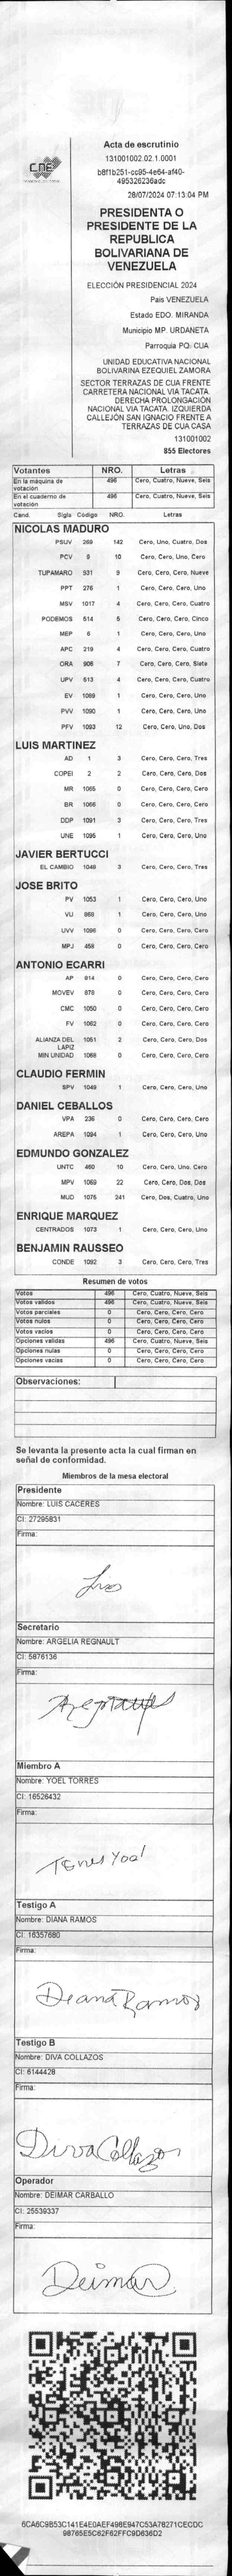 CNE
Acta de escrutinio
131001002.02.1.0001
b8f1b251-cc95-4e64-af40-
495326236adc
28/07/2024 07:13:04 PM
PRESIDENTA O
PRESIDENTE DE LA
REPUBLICA
BOLIVARIANA DE
VENEZUELA
ELECCIÓN PRESIDENCIAL 2024
País VENEZUELA
Estado EDO. MIRANDA
Municipio MP. URDANETA
Parroquia PQ. CUA
UNIDAD EDUCATIVA NACIONAL
BOLIVARINA EZEQUIEL ZAMORA
SECTOR TERRAZAS DE CUA FRENTE
CARRETERA NACIONAL VIA TACATA.
DERECHA PROLONGACIÓN
NACIONAL VIA TACATA. IZQUIERDA
CALLEJÓN SAN IGNACIO FRENTE A
TERRAZAS DE CUA CASA
131001002
855 Electores
Votantes NRO. Letras
En la máquina de votación 496 Cero, Cuatro, Nueve, Seis
En el cuaderno de votación 496 Cero, Cuatro, Nueve, Seis
Cand. Sigla Código NRO. Letras
NICOLAS MADURO
PSUV 269 142 Cero, Uno, Cuatro, Dos
PCV 9 10 Cero, Cero, Uno, Cero
TUPAMARO 931 9 Cero, Cero, Cero, Nueve
PPT 276 1 Cero, Cero, Cero, Uno
MSV 1017 4 Cero, Cero, Cero, Cuatro
PODEMOS 514 5 Cero, Cero, Cero, Cinco
MEP 6 1 Cero, Cero, Cero, Uno
APC 219 4 Cero, Cero, Cero, Cuatro
ORA 906 7 Cero, Cero, Cero, Siete
UPV 513 4 Cero, Cero, Cero, Cuatro
EV 1089 1 Cero, Cero, Cero, Uno
PVV 1090 1 Cero, Cero, Cero, Uno
PFV 1093 12 Cero, Cero, Uno, Dos
LUIS MARTINEZ
AD 1 3 Cero, Cero, Cero, Tres
COPEI 2 2 Cero, Cero, Cero, Dos
MR 1065 0 Cero, Cero, Cero, Cero
BR 1066 0 Cero, Cero, Cero, Cero
DDP 1091 3 Cero, Cero, Cero, Tres
UNE 1095 1 Cero, Cero, Cero, Uno
JAVIER BERTUCCI
EL CAMBIO 1046 3 Cero, Cero, Cero, Tres
JOSE BRITO
PV 1053 1 Cero, Cero, Cero, Uno
VU 868 1 Cero, Cero, Cero, Uno
UVV 1096 0 Cero, Cero, Cero, Cero
MPJ 458 0 Cero, Cero, Cero, Cero
ANTONIO ECARRI
AP 914 0 Cero, Cero, Cero, Cero
MOVEV 978 0 Cero, Cero, Cero, Cero
CMC 1050 0 Cero, Cero, Cero, Cero
FV 1062 0 Cero, Cero, Cero, Cero
ALIANZA DEL 1051 2 Cero, Cero, Cero, Dos
LAPIZ
MIN UNIDAD 1068 0 Cero, Cero, Cero, Cero
CLAUDIO FERMIN
SPV 1049 1 Cero, Cero, Cero, Uno
DANIEL CEBALLOS
VPA 236 0 Cero, Cero, Cero, Cero
AREPA 1094 1 Cero, Cero, Cero, Uno
EDMUNDO GONZALEZ
UNTC 460 10 Cero, Cero, Uno, Cero
MPV 1069 22 Cero, Cero, Dos, Dos
MUD 1076 241 Cero, Dos, Cuatro, Uno
ENRIQUE MARQUEZ
CENTRADOS 1073 1 Cero, Cero, Cero, Uno
BENJAMIN RAUSSEO
CONDE 1092 3 Cero, Cero, Cero, Tres
Resumen de votos
Votos 496 Cero, Cuatro, Nueve, Seis
Votos validos 496 Cero, Cuatro, Nueve, Seis
Votos parciales 0 Cero, Cero, Cero, Cero
Votos nulos 0 Cero, Cero, Cero, Cero
Votos vacios 0 Cero, Cero, Cero, Cero
Opciones validas 496 Cero, Cuatro, Nueve, Seis
Opciones nulas 0 Cero, Cero, Cero, Cero
Opciones vacias 0 Cero, Cero, Cero, Cero
Observaciones:
Se levanta la presente acta la cual firman en
señal de conformidad.
Miembros de la mesa electoral
Presidente
Nombre: LUIS CACERES
CI: 27295831
Firma:
Luis
Secretario
Nombre: ARGELIA REGNAULT
CI: 5876136
Firma:
Miembro A
Nombre: YOEL TORRES
CI: 16526432
Firma:
Torres Yoel
Testigo A
Nombre: DIANA RAMOS
CI: 16357680
Firma:
Diana Ramos
Testigo B
Nombre: DIVA COLLAZOS
CI: 6144428
Firma:
Diva Collazos
Operador
Nombre: DEIMAR CARBALLO
CI: 25539337
Firma:
Deimar
6CA6C9B53C141E4E0AEF498E947C53A78271CECDC
98765E5C62F62FFC9D636D2